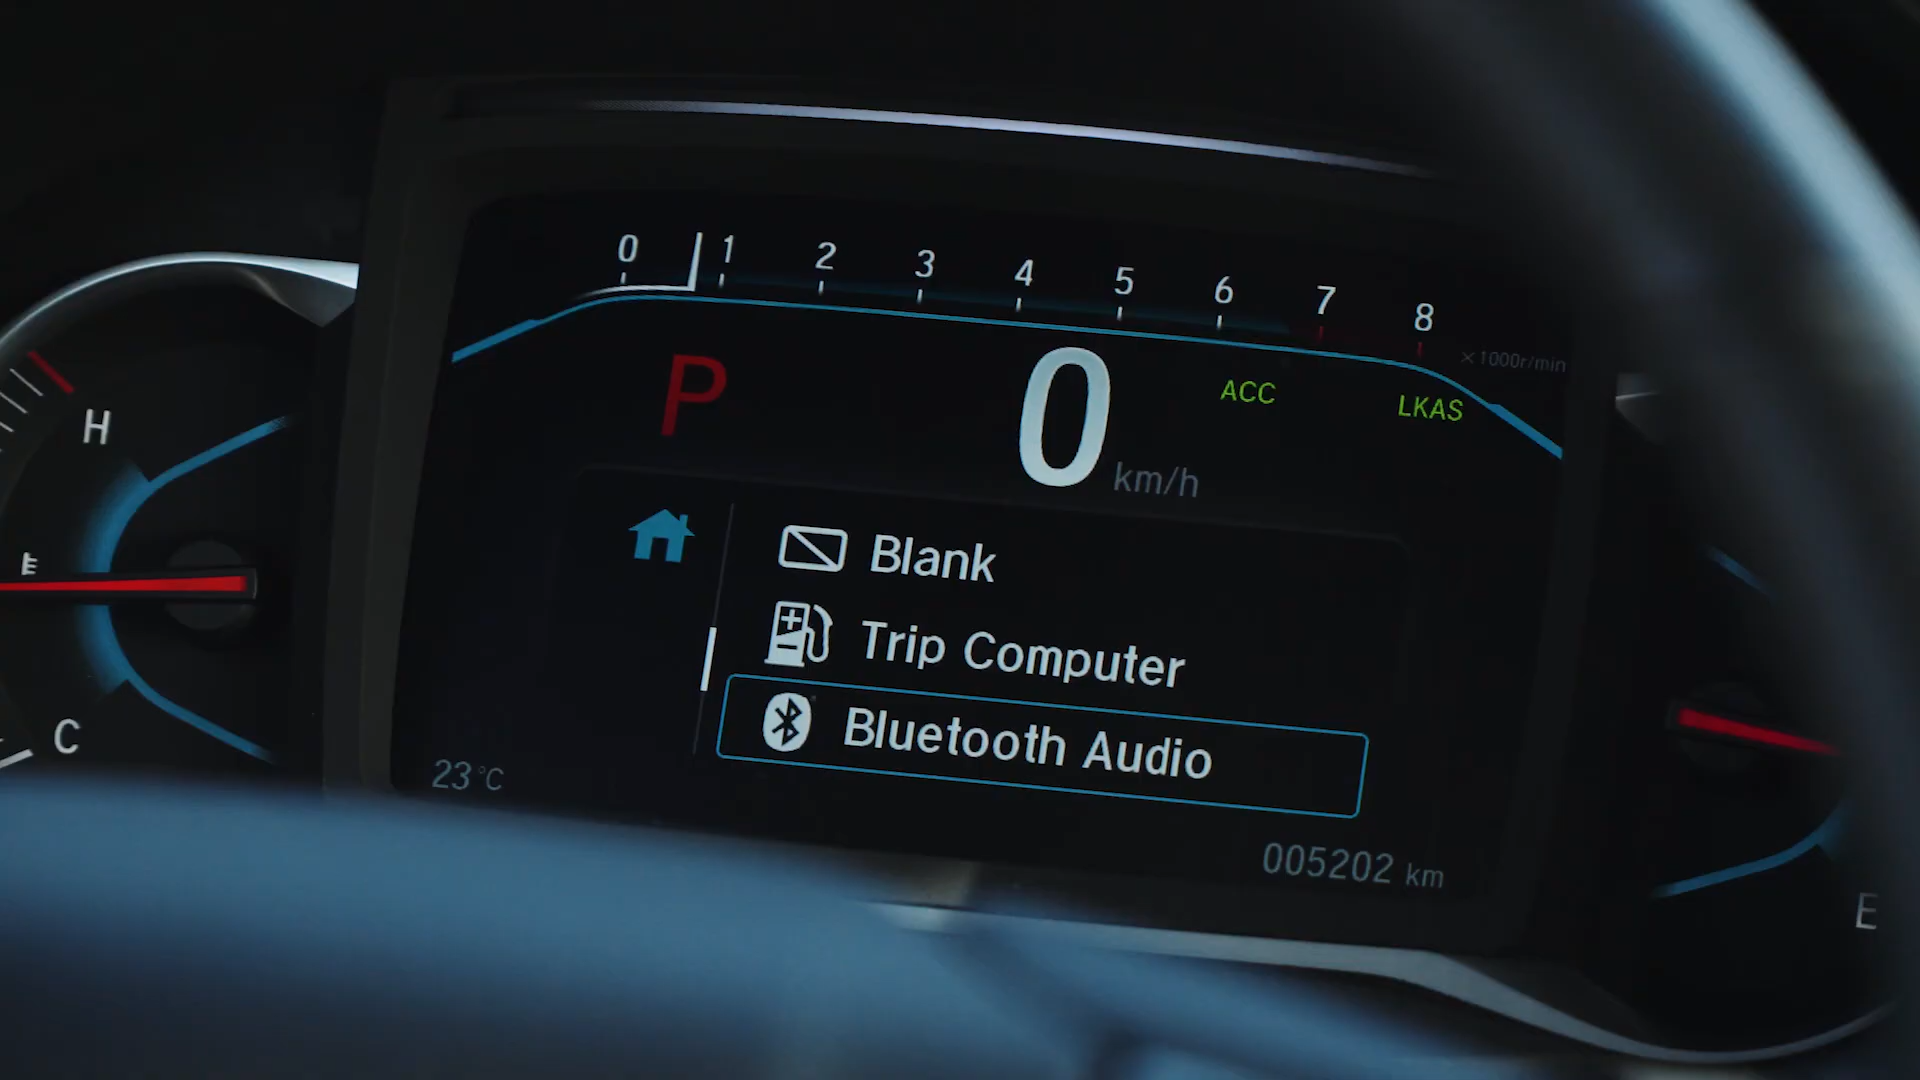 0 1 2 3 4 5 6 7 8
×1000r/min
P
0 km/h
ACC
LKAS
H
C
Blank
Trip Computer
Bluetooth Audio
23°C
005202 km
E